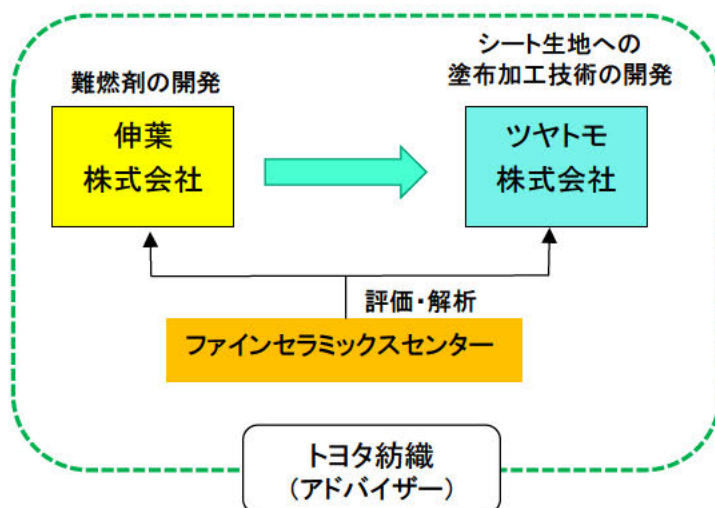 難燃剤の開発
伸葉
株式会社
シート生地への
塗布加工技術の開発
ツヤトモ
株式会社
評価・解析
ファインセラミックスセンター
トヨタ紡織
（アドバイザー）